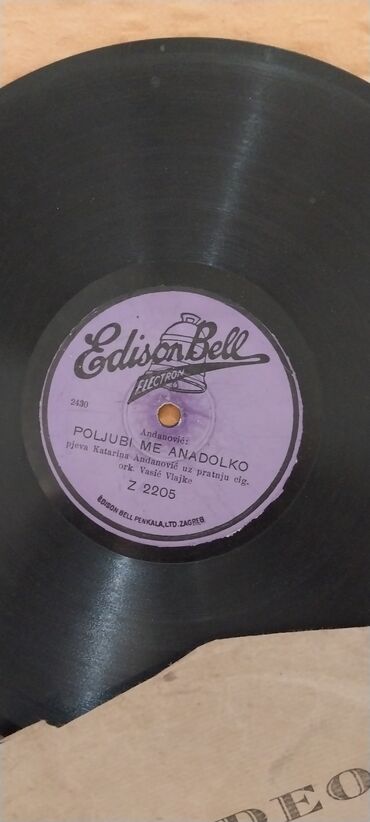 Edison Bell
ELECTRON
2430
Andanović:
POLJUBI ME ANADOLKO
pjeva Katarina Andanović uz pratnju cig.
ork. Vasić Vlajke
Z 2205
EDISON BELL PENKALA, LTD. ZAGREB
DEO